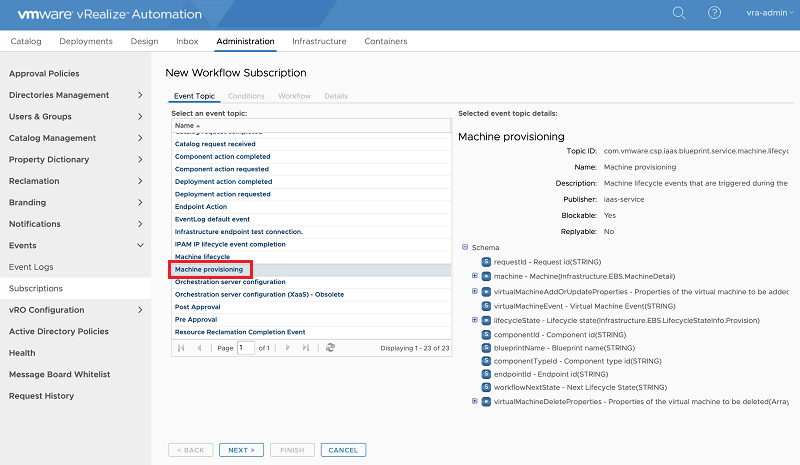 vmware vRealize Automation
vra-admin
Catalog Deployments Design Inbox Administration Infrastructure Containers
Approval Policies
Directories Management
Users & Groups
Catalog Management
Property Dictionary
Reclamation
Branding
Notifications
Events
Event Logs
Subscriptions
vRO Configuration
Active Directory Policies
Health
Message Board Whitelist
Request History
New Workflow Subscription
Event Topic Conditions Workflow Details
Select an event topic:
Name
Catalog request completed
Catalog request received
Component action completed
Component action requested
Deployment action completed
Deployment action requested
Endpoint Action
EventLog default event
Infrastructure endpoint test connection.
IPAM IP lifecycle event completion
Machine lifecycle
Machine provisioning
Orchestration server configuration
Orchestration server configuration (XaaS) - Obsolete
Post Approval
Pre Approval
Resource Reclamation Completion Event
Page 1 of 1 Displaying 1 - 23 of 23
Selected event topic details:
Machine provisioning
Topic ID: com.vmware.csp.iaas.blueprint.service.machine.lifecyc
Name: Machine provisioning
Description: Machine lifecycle events that are triggered during the
Publisher: iaas-service
Blockable: Yes
Replyable: No
Schema
S requestId - Request id(STRING)
machine - Machine(Infrastructure.EBS.MachineDetail)
virtualMachineAddOrUpdateProperties - Properties of the virtual machine to be added
S virtualMachineEvent - Virtual Machine Event(STRING)
lifecycleState - Lifecycle state(Infrastructure.EBS.LifecycleStateInfo.Provision)
S componentId - Component id(STRING)
S blueprintName - Blueprint name(STRING)
S componentTypeId - Component type id(STRING)
S endpointId - Endpoint id(STRING)
S workflowNextState - Next Lifecycle State(STRING)
virtualMachineDeleteProperties - Properties of the virtual machine to be deleted(Array
< BACK NEXT > FINISH CANCEL